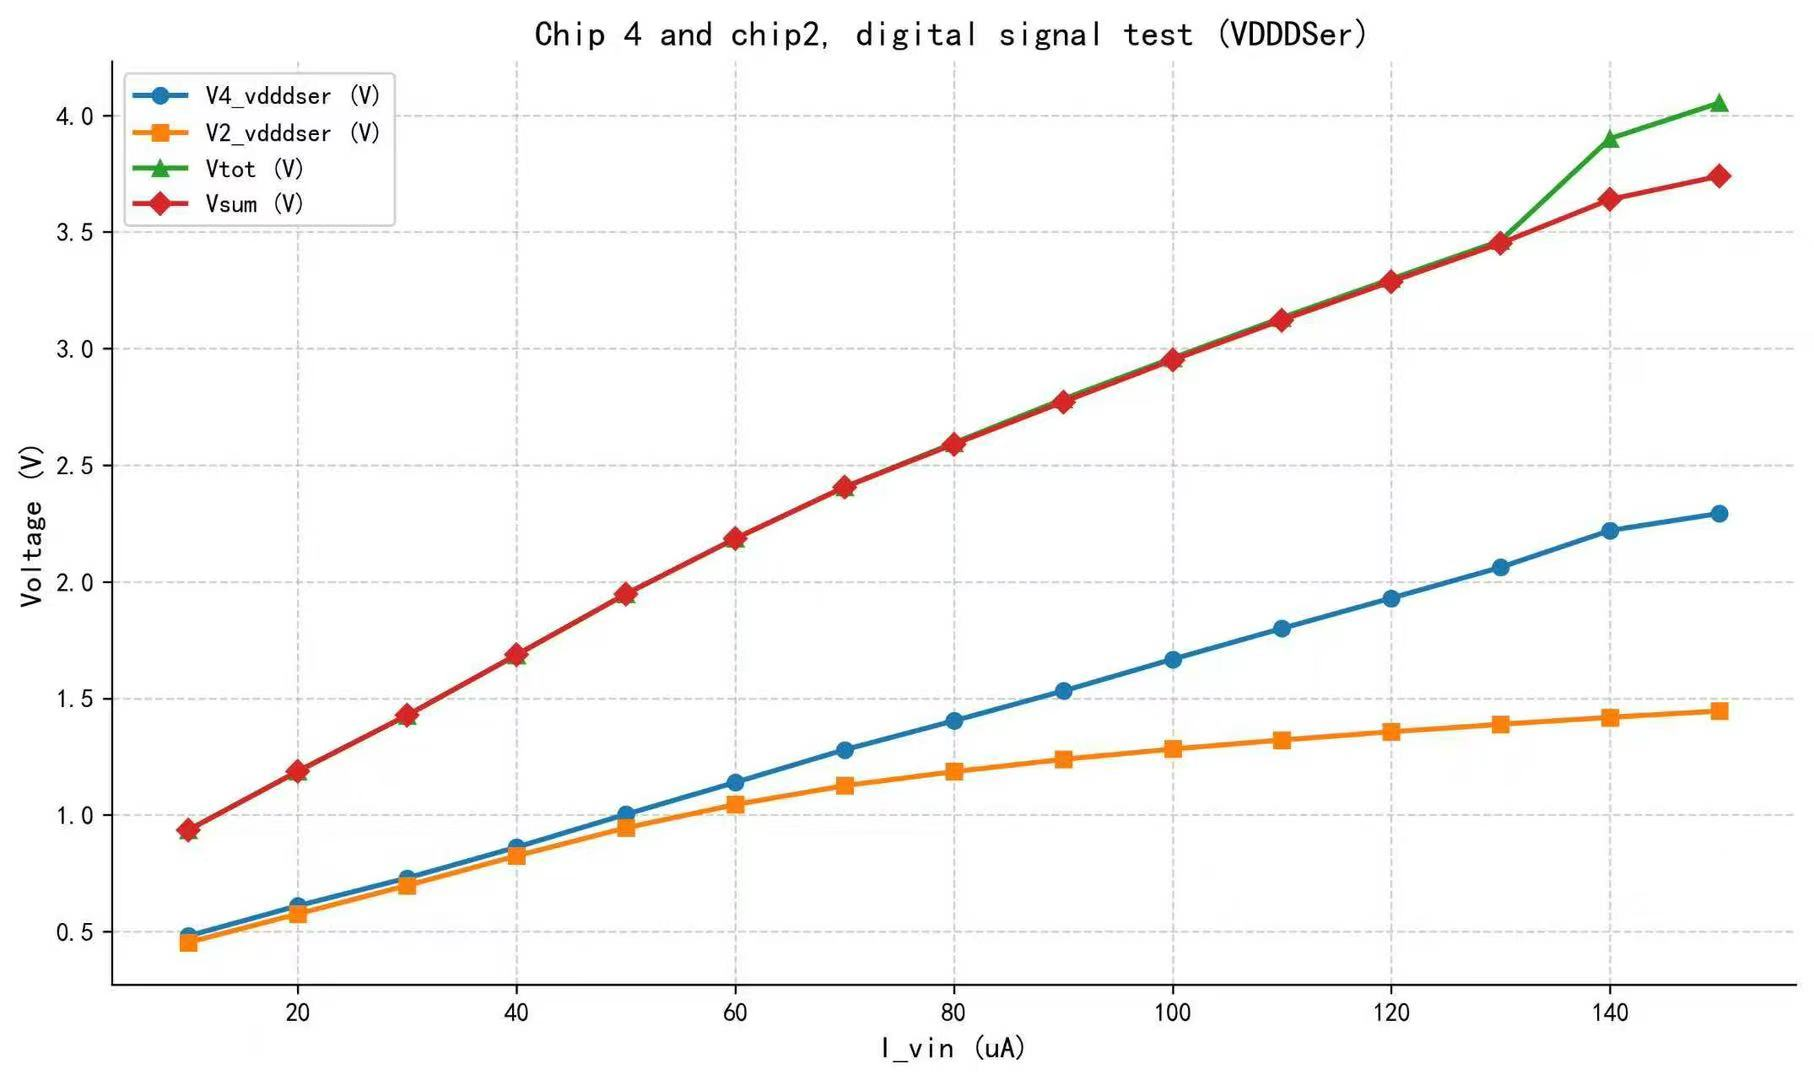 Chip 4 and chip2, digital signal test (VDDDSer)
V4_vdddser (V)
V2_vdddser (V)
Vtot (V)
Vsum (V)
4.0
3.5
3.0
2.5
2.0
1.5
1.0
0.5
Voltage (V)
20 40 60 80 100 120 140
I_vin (uA)